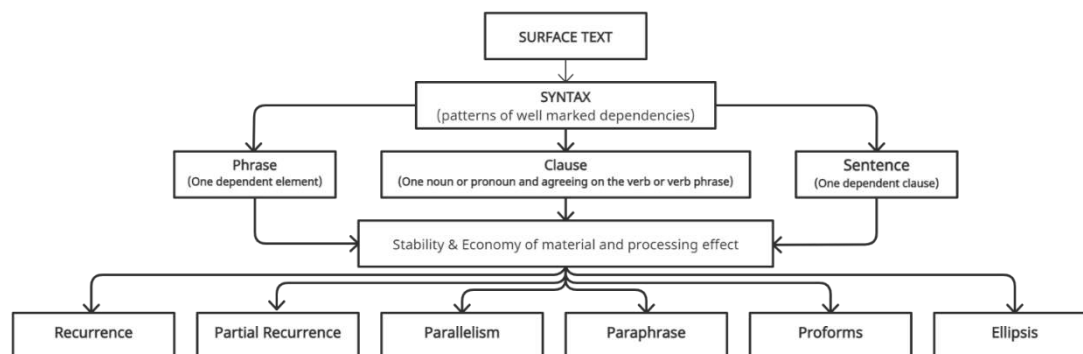 SURFACE TEXT
SYNTAX
(patterns of well marked dependencies)
Phrase
(One dependent element)
Clause
(One noun or pronoun and agreeing on the verb or verb phrase)
Sentence
(One dependent clause)
Stability & Economy of material and processing effect
Recurrence
Partial Recurrence
Parallelism
Paraphrase
Proforms
Ellipsis